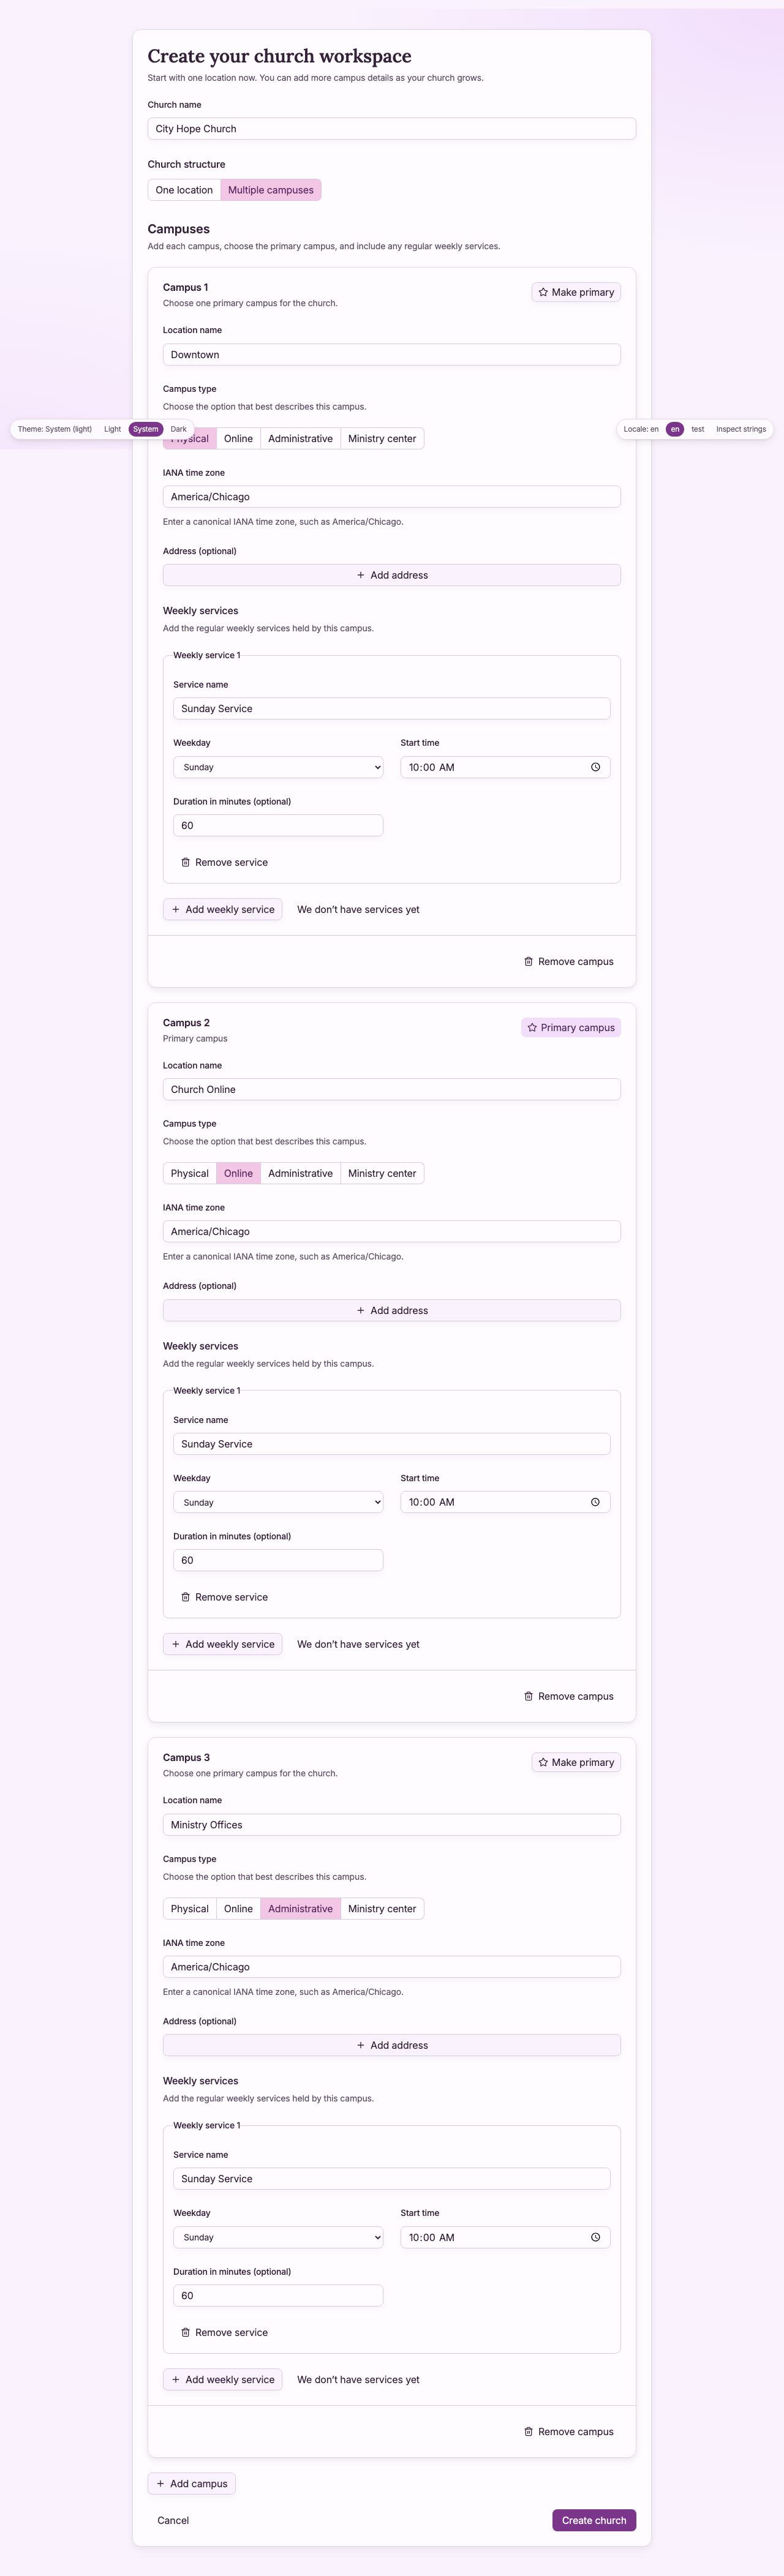 Create your church workspace
Start with one location now. You can add more campus details as your church grows.
Church name
City Hope Church
Church structure
One location Multiple campuses
Campuses
Add each campus, choose the primary campus, and include any regular weekly services.
Campus 1
Make primary
Choose one primary campus for the church.
Location name
Downtown
Campus type
Choose the option that best describes this campus.
Theme: System (light) Light System Dark
Locale: en en test Inspect strings
Physical Online Administrative Ministry center
IANA time zone
America/Chicago
Enter a canonical IANA time zone, such as America/Chicago.
Address (optional)
+ Add address
Weekly services
Add the regular weekly services held by this campus.
Weekly service 1
Service name
Sunday Service
Weekday Start time
Sunday 10:00 AM
Duration in minutes (optional)
60
Remove service
+ Add weekly service We don't have services yet
Remove campus
Campus 2
Primary campus
Primary campus
Location name
Church Online
Campus type
Choose the option that best describes this campus.
Physical Online Administrative Ministry center
IANA time zone
America/Chicago
Enter a canonical IANA time zone, such as America/Chicago.
Address (optional)
+ Add address
Weekly services
Add the regular weekly services held by this campus.
Weekly service 1
Service name
Sunday Service
Weekday Start time
Sunday 10:00 AM
Duration in minutes (optional)
60
Remove service
+ Add weekly service We don't have services yet
Remove campus
Campus 3
Make primary
Choose one primary campus for the church.
Location name
Ministry Offices
Campus type
Choose the option that best describes this campus.
Physical Online Administrative Ministry center
IANA time zone
America/Chicago
Enter a canonical IANA time zone, such as America/Chicago.
Address (optional)
+ Add address
Weekly services
Add the regular weekly services held by this campus.
Weekly service 1
Service name
Sunday Service
Weekday Start time
Sunday 10:00 AM
Duration in minutes (optional)
60
Remove service
+ Add weekly service We don't have services yet
Remove campus
+ Add campus
Cancel Create church